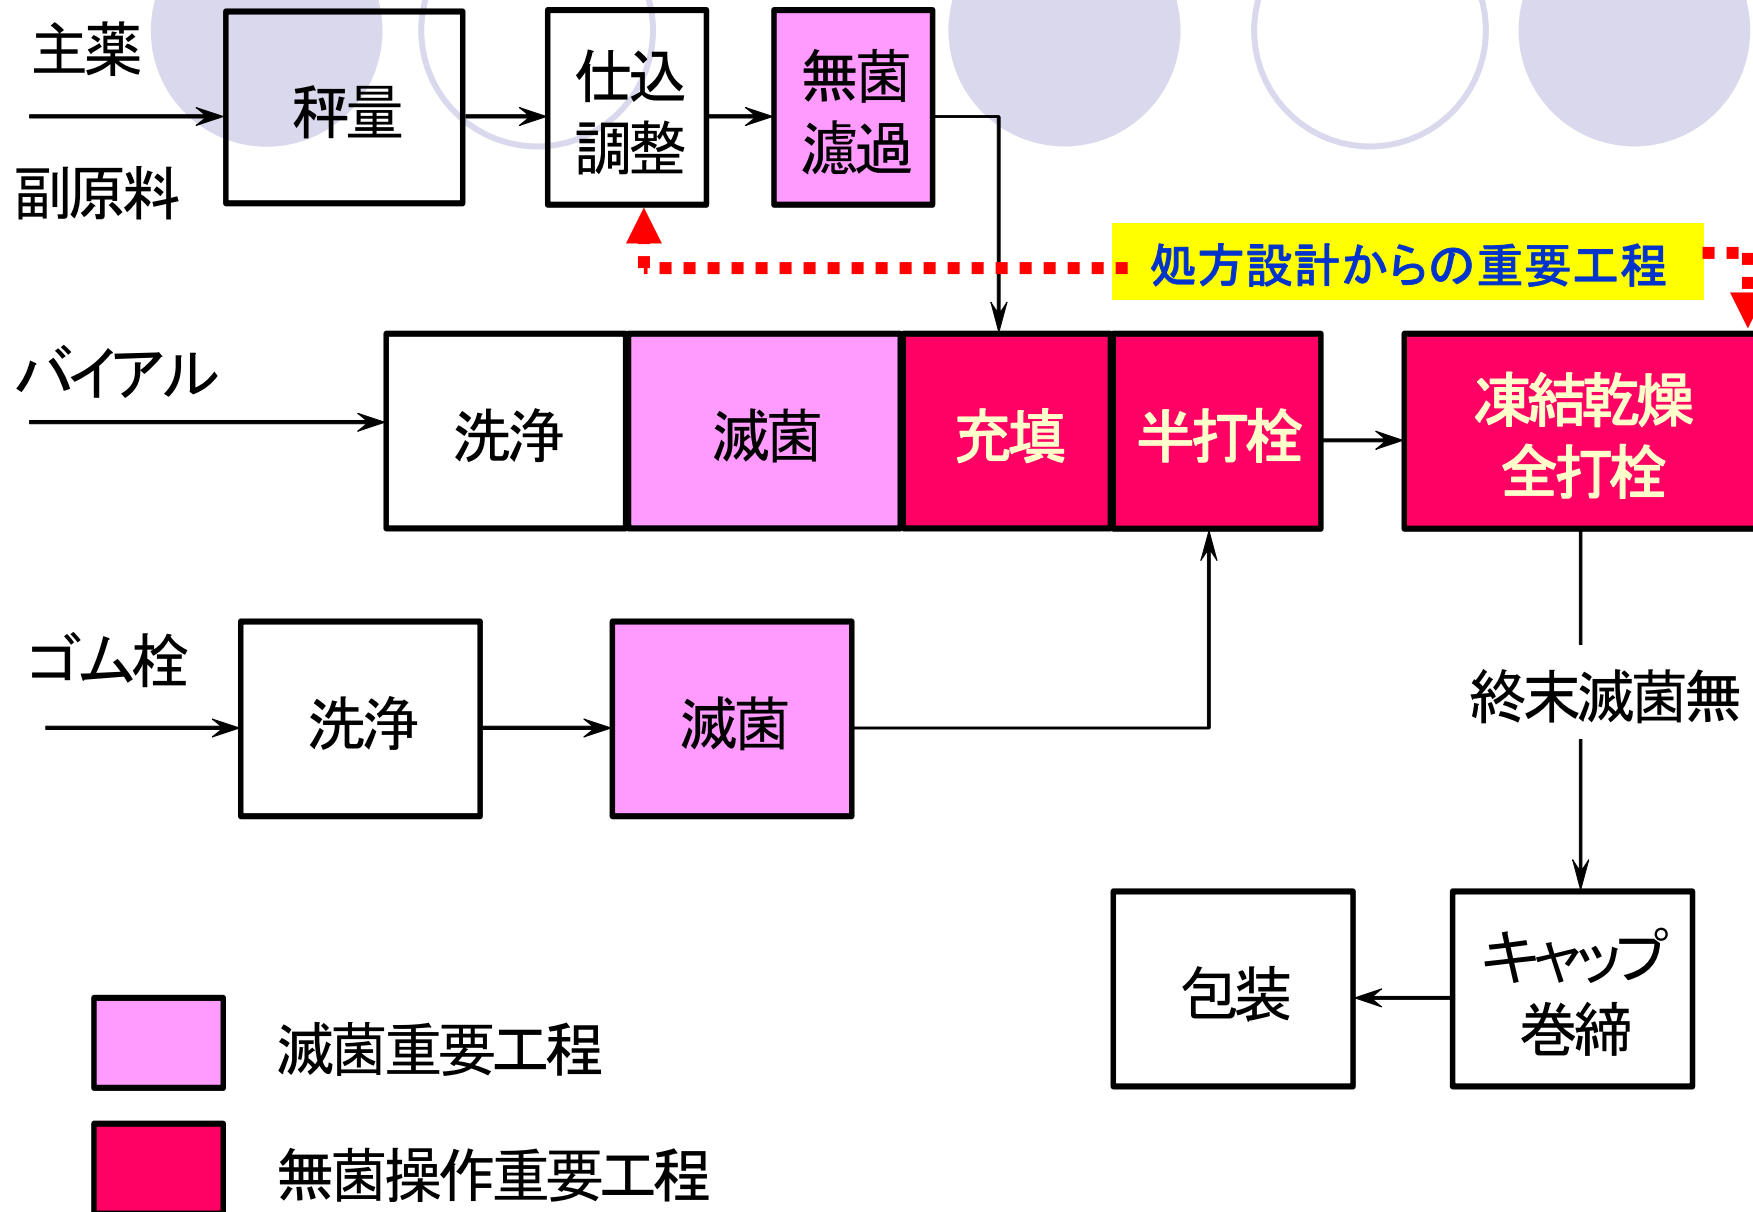 主薬
副原料
秤量
仕込
調整
無菌
濾過
処方設計からの重要工程
バイアル
洗浄
滅菌
充填
半打栓
凍結乾燥
全打栓
ゴム栓
洗浄
滅菌
終末滅菌無
包装
キャップ
巻締
滅菌重要工程
無菌操作重要工程